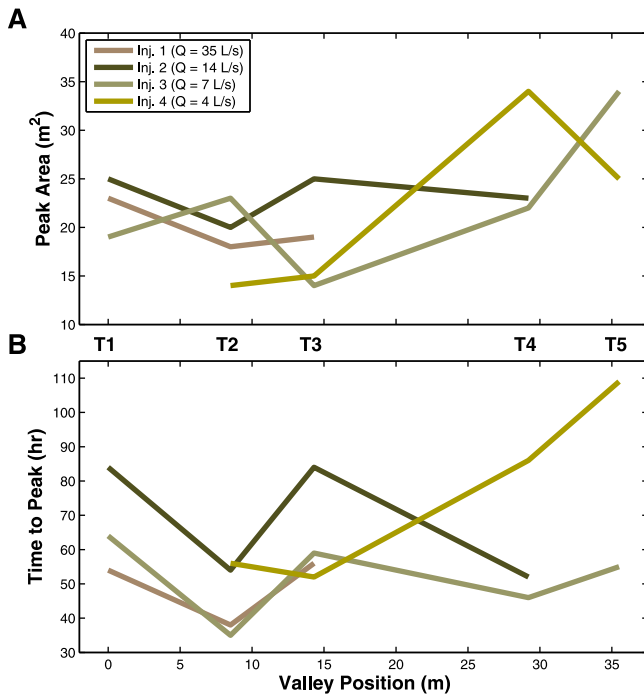 A
40
35
30
25
20
15
10
Peak Area (m²)
Inj. 1 (Q = 35 L/s)
Inj. 2 (Q = 14 L/s)
Inj. 3 (Q = 7 L/s)
Inj. 4 (Q = 4 L/s)
B
T1 T2 T3 T4 T5
110
100
90
80
70
60
50
40
30
Time to Peak (hr)
0 5 10 15 20 25 30 35
Valley Position (m)